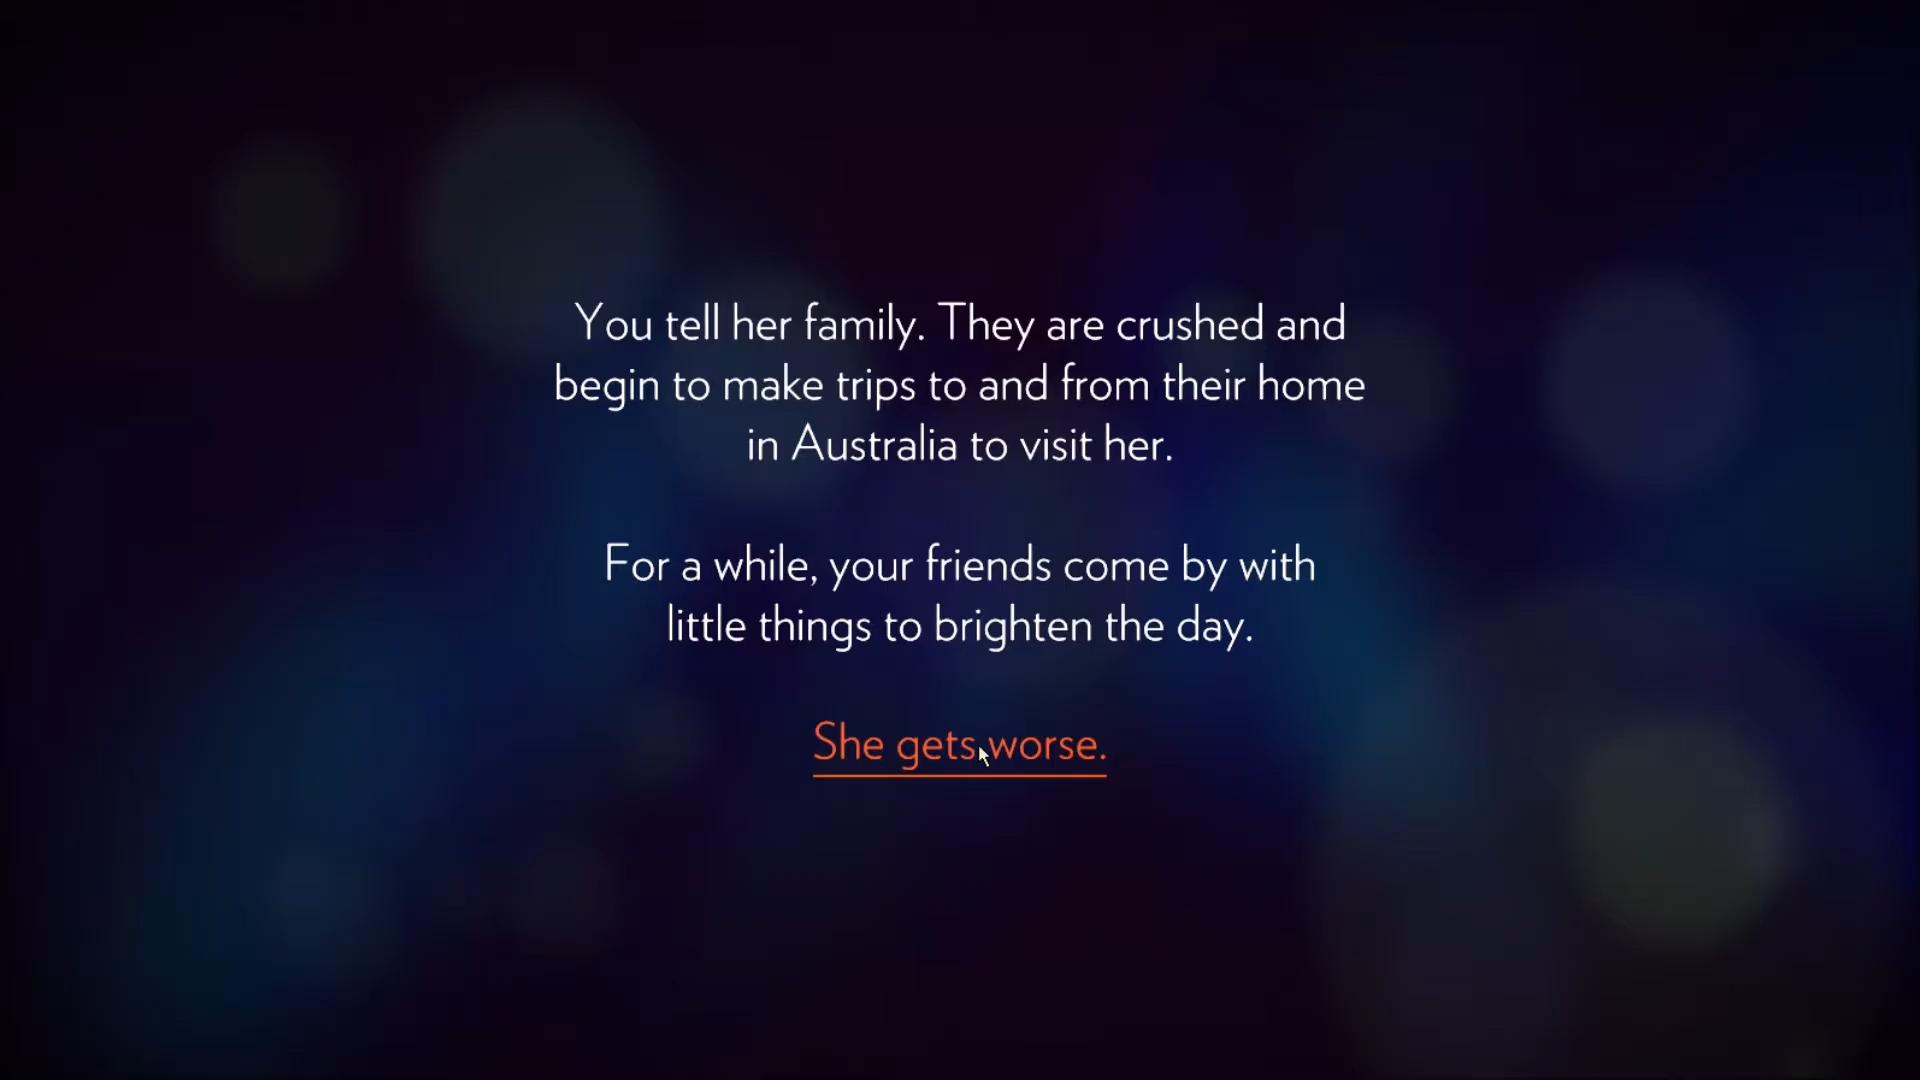 You tell her family. They are crushed and
begin to make trips to and from their home
in Australia to visit her.
For a while, your friends come by with
little things to brighten the day.
She gets worse.